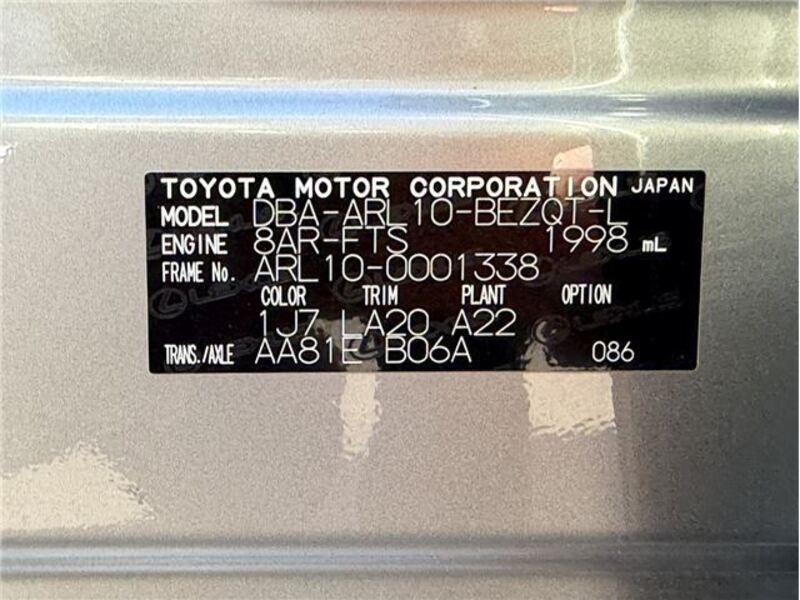 TOYOTA MOTOR CORPORATION JAPAN
MODEL DBA-ARL10-BEZQT-L
ENGINE 8AR-FTS 1998 mL
FRAME No. ARL10-0001338
COLOR TRIM PLANT OPTION
1J7 LA20 A22
TRANS./AXLE AA81E B06A 086